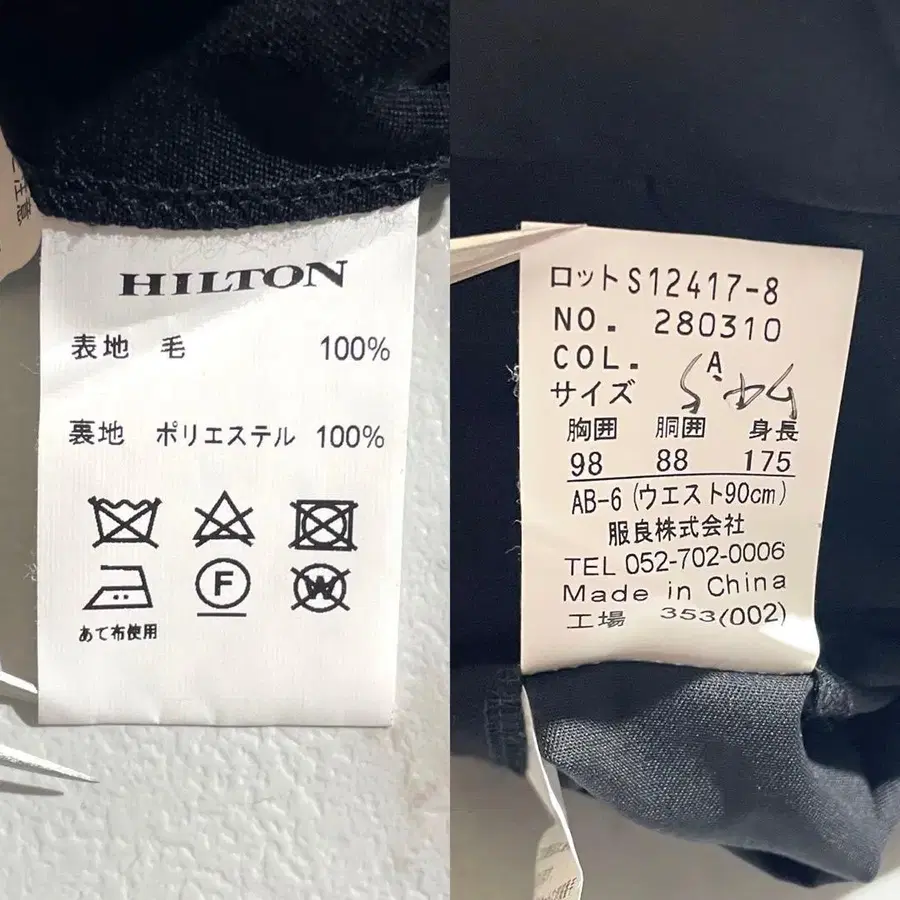 HILTON
表地 毛 100%
裏地 ポリエステル 100%
F
W
あて布使用
ロット S12417-8
NO. 280310
COL. A
サイズ
胸囲 胴囲 身長
98 88 175
AB-6 (ウエスト90cm)
服良株式会社
TEL 052-702-0006
Made in China
工場 353(002)